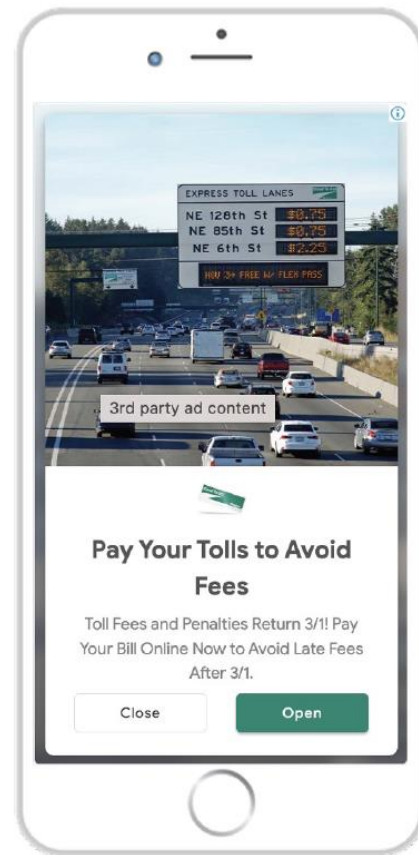 EXPRESS TOLL LANES
NE 128th St $0.75
NE 85th St $0.75
NE 6th St $2.25
HOV 3+ FREE W/ FLEX PASS
3rd party ad content
Pay Your Tolls to Avoid
Fees
Toll Fees and Penalties Return 3/1! Pay
Your Bill Online Now to Avoid Late Fees
After 3/1.
Close
Open